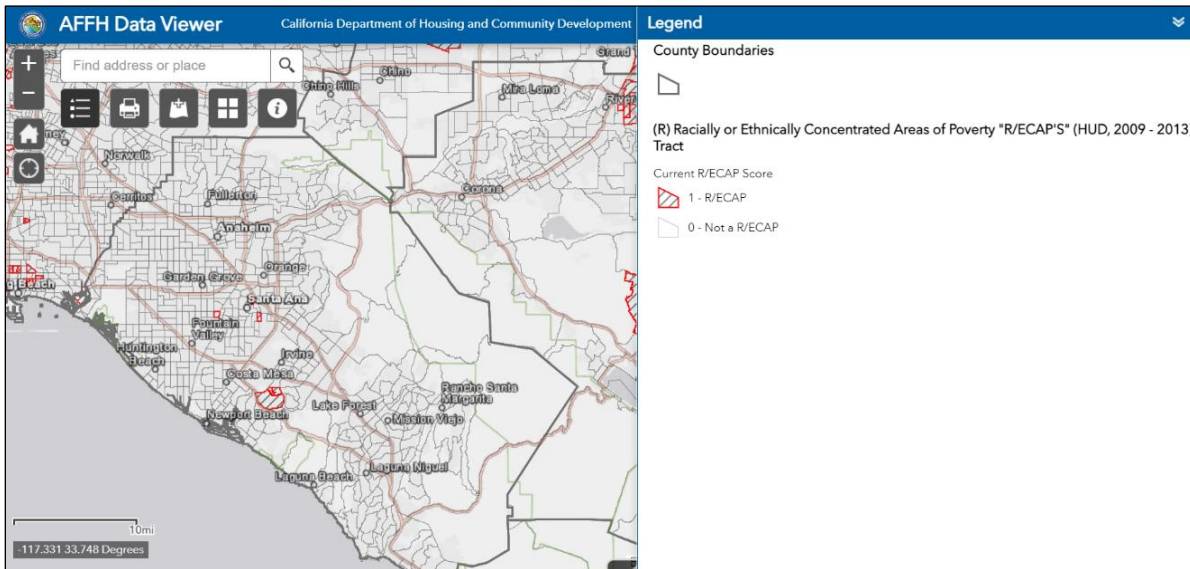 AFFH Data Viewer
California Department of Housing and Community Development
Find address or place
Grand
Chino
Chino Hills
Mira Loma
River
ney
Norwalk
Corona
Cerritos
Fullerton
Anaheim
Orange
Garden Grove
g Beach
Santa Ana
Fountain
Valley
Huntington
Beach
Irvine
Costa Mesa
Rancho Santa
Margarita
Lake Forest
Newport Beach
Mission Viejo
Laguna Niguel
Laguna Beach
10mi
-117.331 33.748 Degrees
Legend
County Boundaries
(R) Racially or Ethnically Concentrated Areas of Poverty "R/ECAP'S" (HUD, 2009 - 2013
Tract
Current R/ECAP Score
1 - R/ECAP
0 - Not a R/ECAP